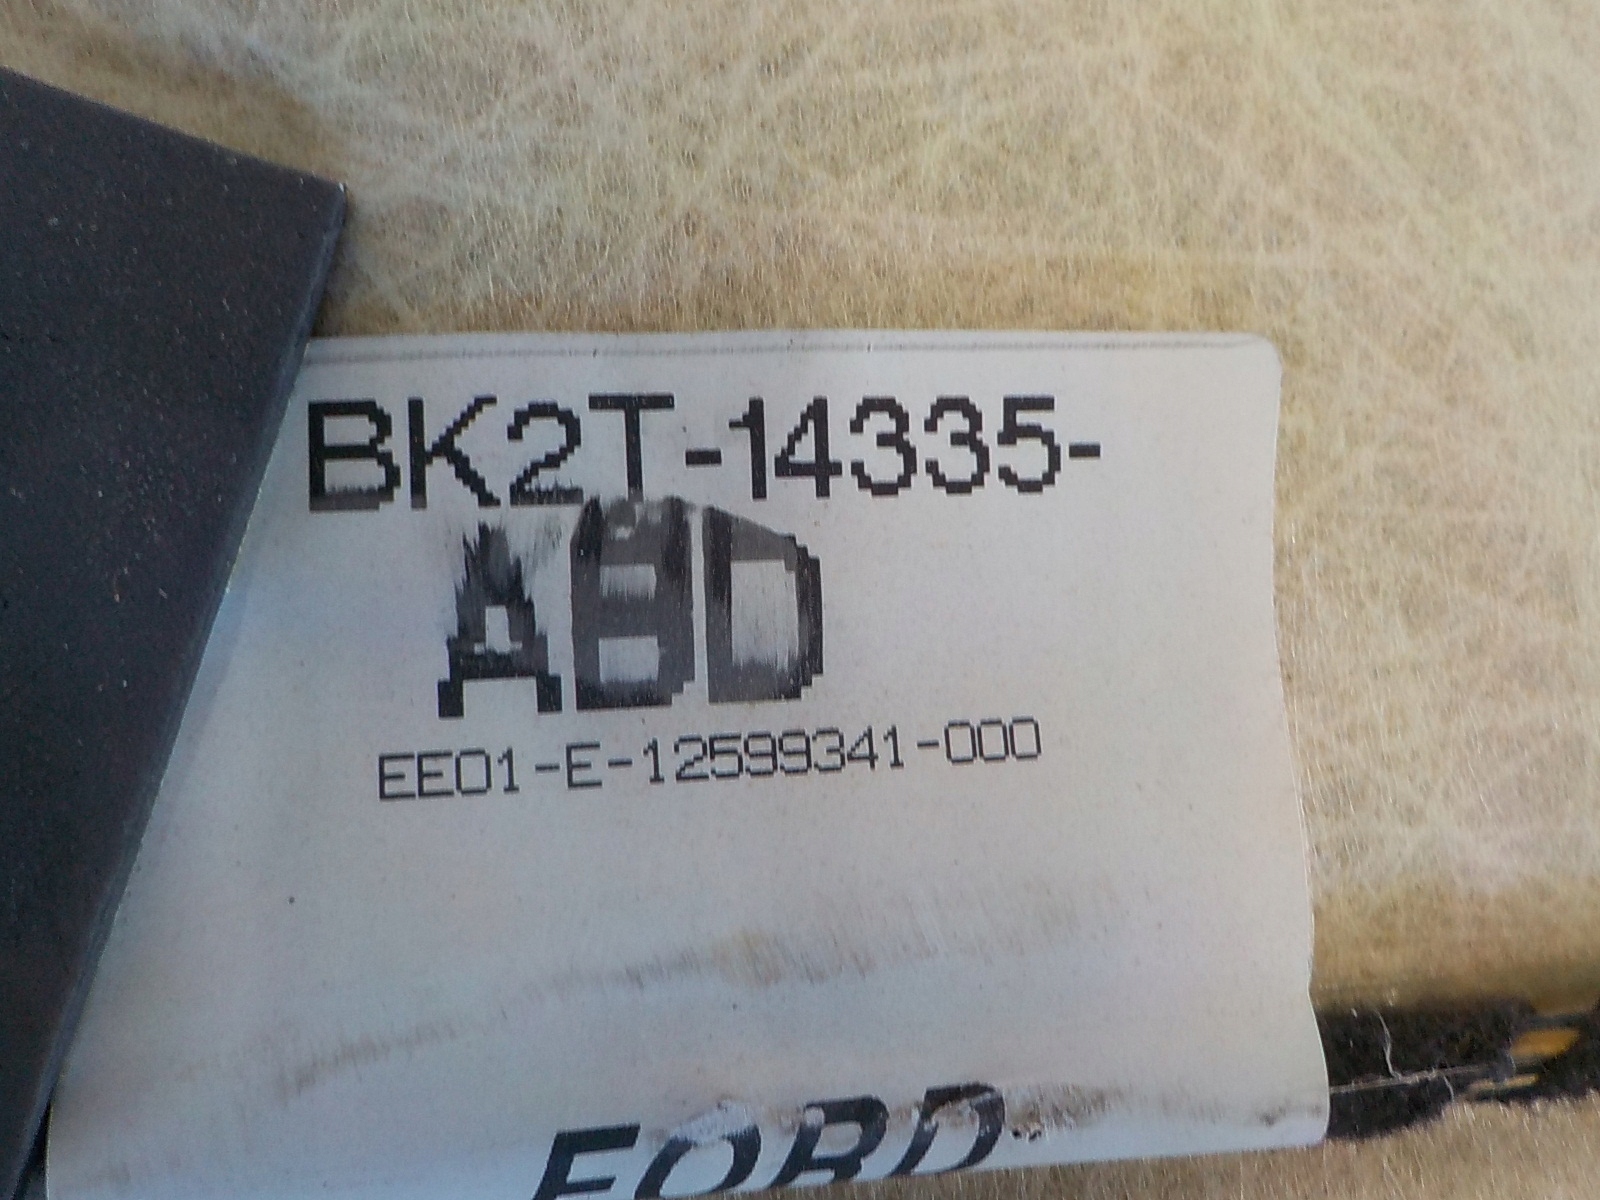 BK2T-14335-
ABD
EE01-E-12599341-000
FORD